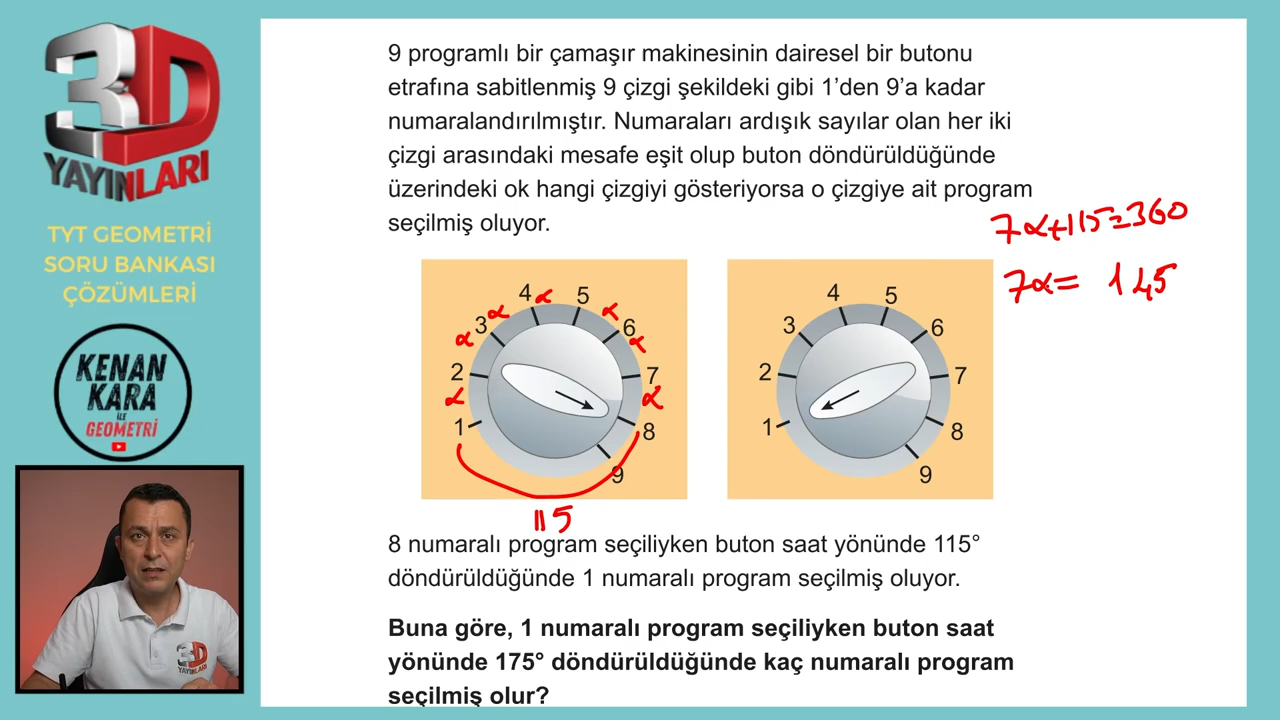 3D
YAYINLARI
TYT GEOMETRİ
SORU BANKASI
ÇÖZÜMLERİ
KENAN
KARA
İLE
GEOMETRİ
3D
YAYINLARI
9 programlı bir çamaşır makinesinin dairesel bir butonu
etrafına sabitlenmiş 9 çizgi şekildeki gibi 1’den 9’a kadar
numaralandırılmıştır. Numaraları ardışık sayılar olan her iki
çizgi arasındaki mesafe eşit olup buton döndürüldüğünde
üzerindeki ok hangi çizgiyi gösteriyorsa o çizgiye ait program
seçilmiş oluyor.
7α+115=360
7α= 145
1 α 2 α 3 α 4 α 5 α 6 α 7 α 8 9
115
1 2 3 4 5 6 7 8 9
8 numaralı program seçiliyken buton saat yönünde 115°
döndürüldüğünde 1 numaralı program seçilmiş oluyor.
Buna göre, 1 numaralı program seçiliyken buton saat
yönünde 175° döndürüldüğünde kaç numaralı program
seçilmiş olur?